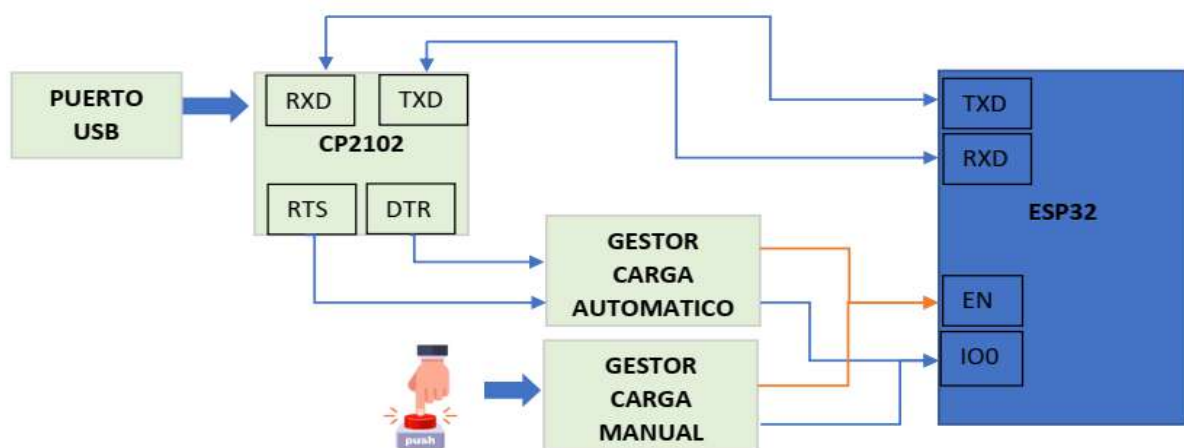 PUERTO
USB
RXD
TXD
CP2102
RTS
DTR
GESTOR
CARGA
AUTOMATICO
GESTOR
CARGA
MANUAL
push
TXD
RXD
ESP32
EN
IO0